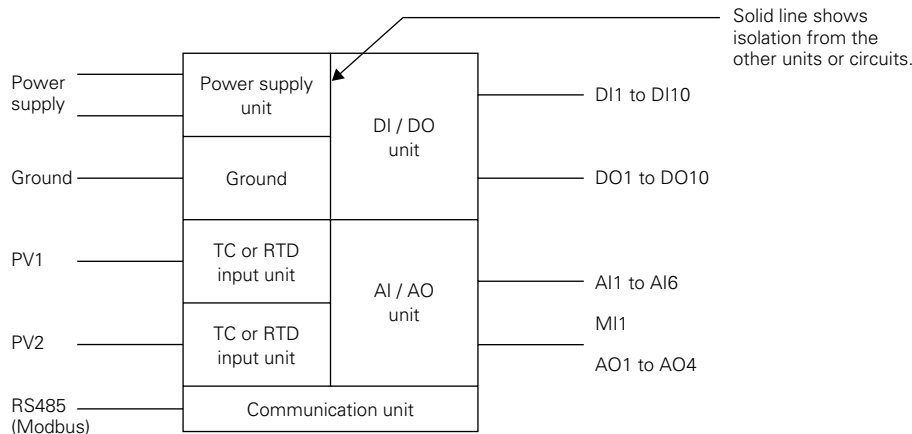 Solid line shows
isolation from the
other units or circuits.
Power
supply
Power supply
unit
DI / DO
unit
DI1 to DI10
Ground
Ground
DO1 to DO10
PV1
TC or RTD
input unit
AI / AO
unit
AI1 to AI6
MI1
PV2
TC or RTD
input unit
AO1 to AO4
RS485
(Modbus)
Communication unit